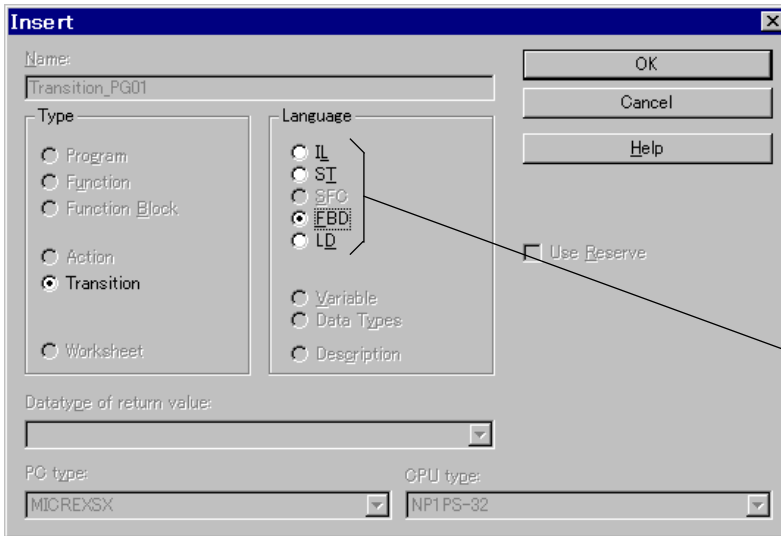 Insert
Name:
Transition_PG01
OK
Cancel
Help
Type
Program
Function
Function Block
Action
Transition
Worksheet
Language
IL
ST
SFC
FBD
LD
Variable
Data Types
Description
Use Reserve
Datatype of return value:
PC type:
MICREXSX
CPU type:
NP1PS-32